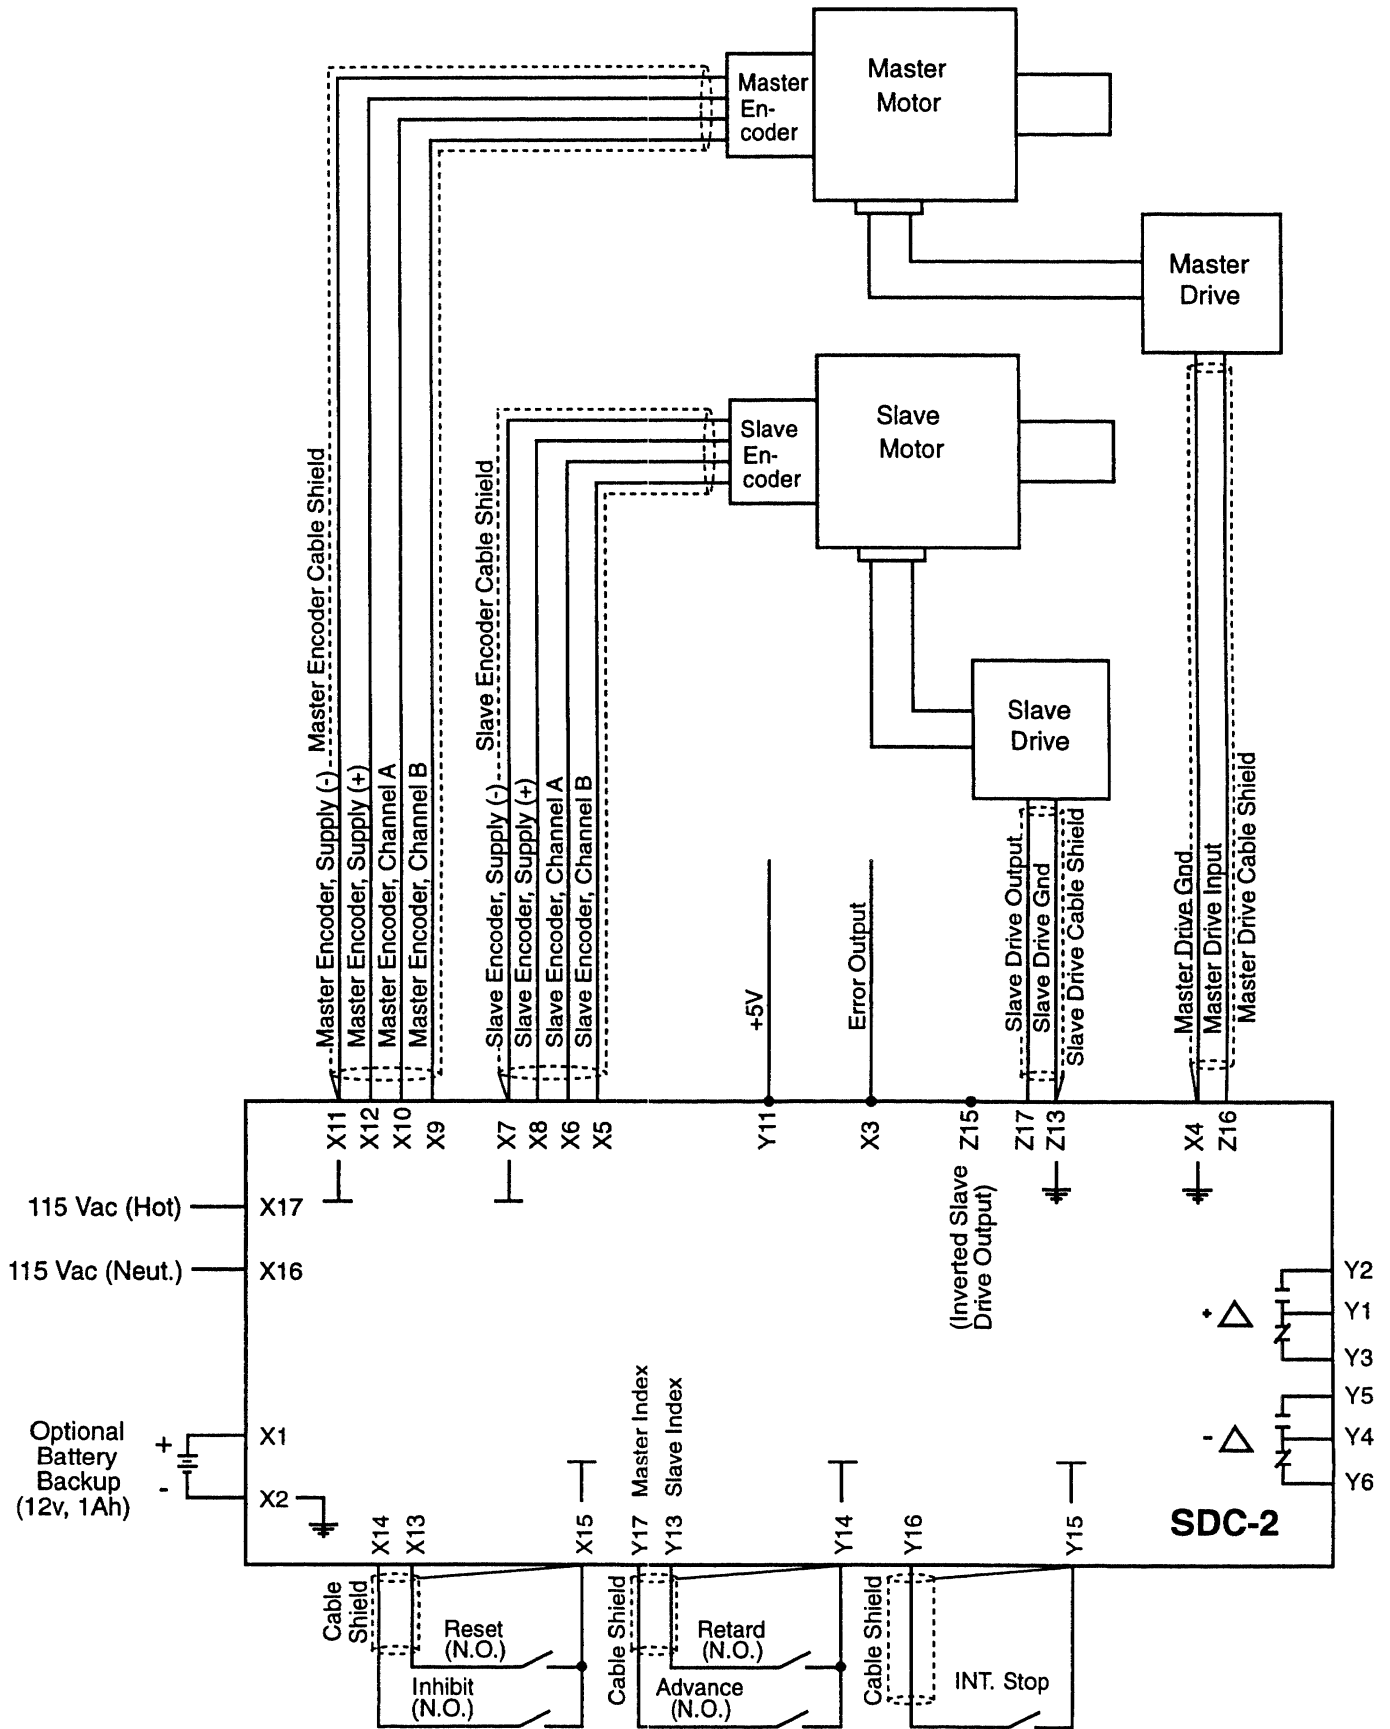 Master
Motor
Master
En-
coder
Master
Drive
Slave
Motor
Slave
En-
coder
Slave
Drive
Master Encoder Cable Shield
Master Encoder, Supply (-)
Master Encoder, Supply (+)
Master Encoder, Channel A
Master Encoder, Channel B
Slave Encoder Cable Shield
Slave Encoder, Supply (-)
Slave Encoder, Supply (+)
Slave Encoder, Channel A
Slave Encoder, Channel B
+5V
Error Output
Slave Drive Output
Slave Drive Gnd
Slave Drive Cable Shield
Master Drive Gnd
Master Drive Input
Master Drive Cable Shield
X11
X12
X10
X9
X7
X8
X6
X5
Y11
X3
Z15
Z17
Z13
X4
Z16
(Inverted Slave
Drive Output)
115 Vac (Hot)
X17
115 Vac (Neut.)
X16
Y2
+ △
Y1
Y3
Y5
- △
Y4
Y6
Optional
Battery
Backup
(12v, 1Ah)
+
-
X1
X2
Master Index
Slave Index
SDC-2
X14
X13
X15
Y17
Y13
Y14
Y16
Y15
Cable
Shield
Reset
(N.O.)
Inhibit
(N.O.)
Cable Shield
Retard
(N.O.)
Advance
(N.O.)
Cable Shield
INT. Stop